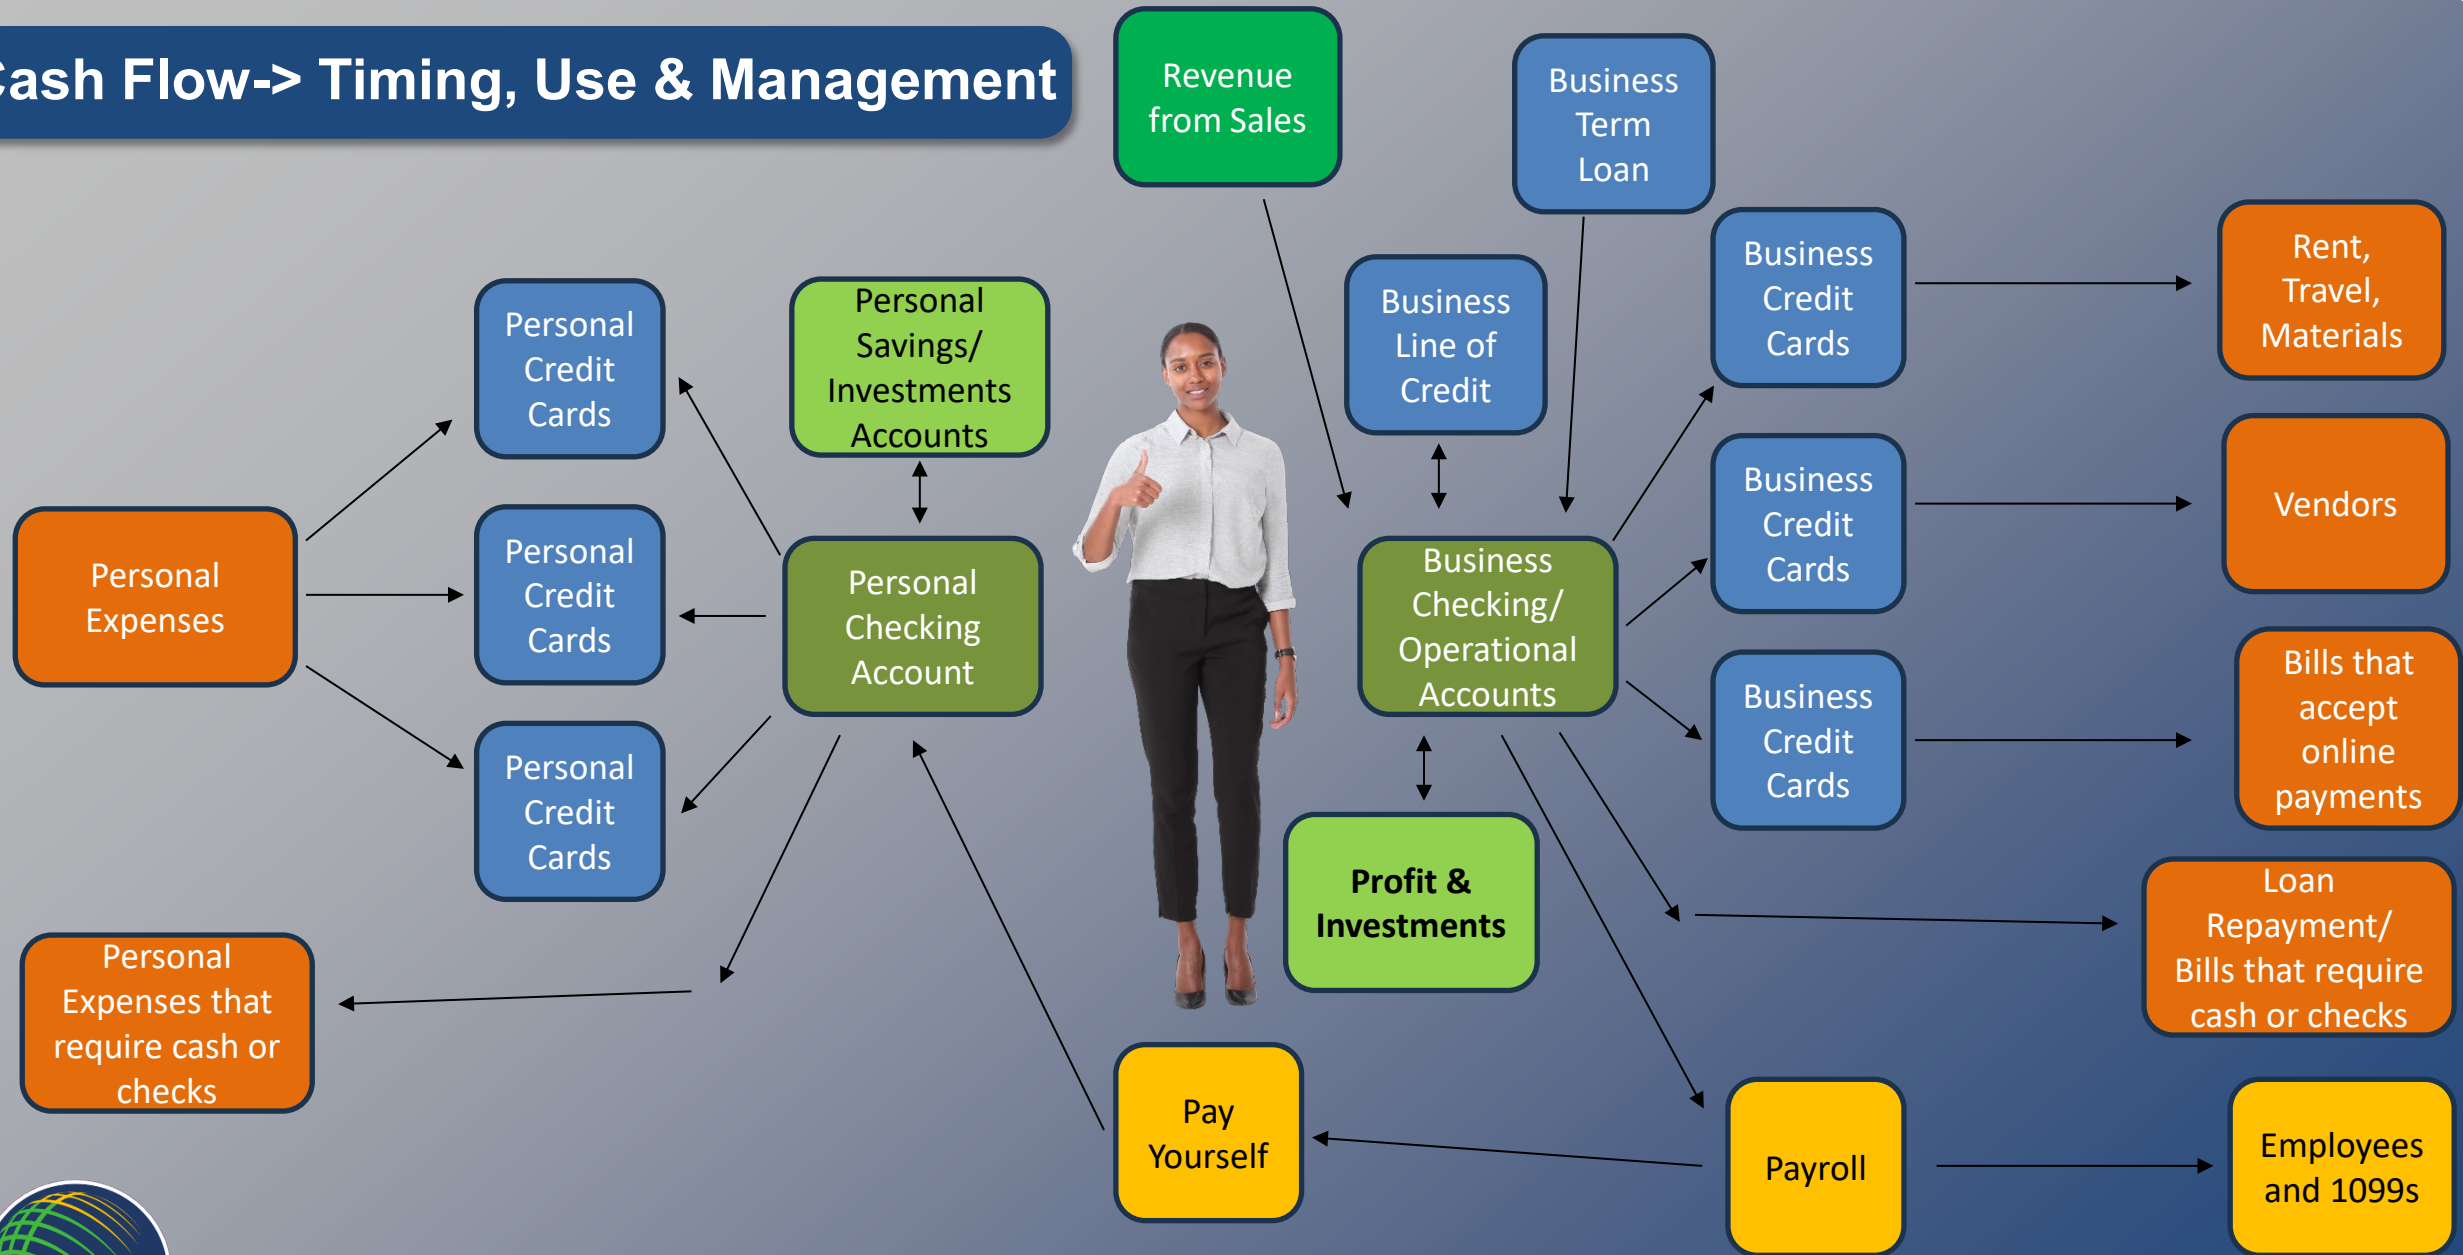 Cash Flow-> Timing, Use & Management
Revenue
from Sales
Business
Term
Loan
Business
Credit
Cards
Rent,
Travel,
Materials
Personal
Credit
Cards
Personal
Savings/
Investments
Accounts
Business
Line of
Credit
Business
Credit
Cards
Vendors
Personal
Expenses
Personal
Credit
Cards
Personal
Checking
Account
Business
Checking/
Operational
Accounts
Business
Credit
Cards
Bills that
accept
online
payments
Personal
Credit
Cards
Profit &
Investments
Loan
Repayment/
Bills that require
cash or checks
Personal
Expenses that
require cash or
checks
Pay
Yourself
Payroll
Employees
and 1099s